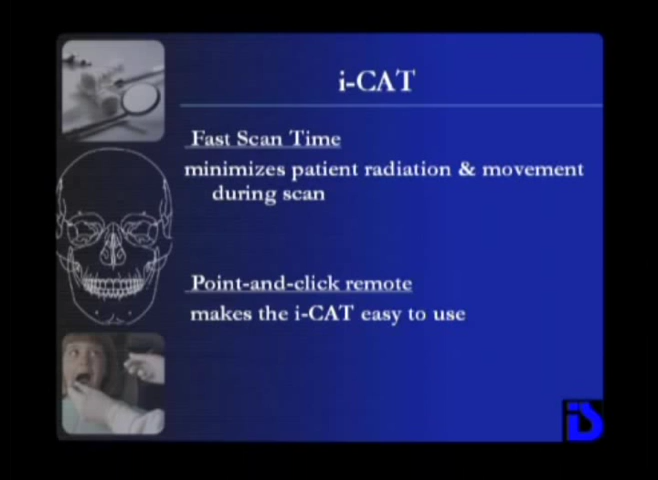 i-CAT
Fast Scan Time
minimizes patient radiation & movement
during scan
Point-and-click remote
makes the i-CAT easy to use
iS